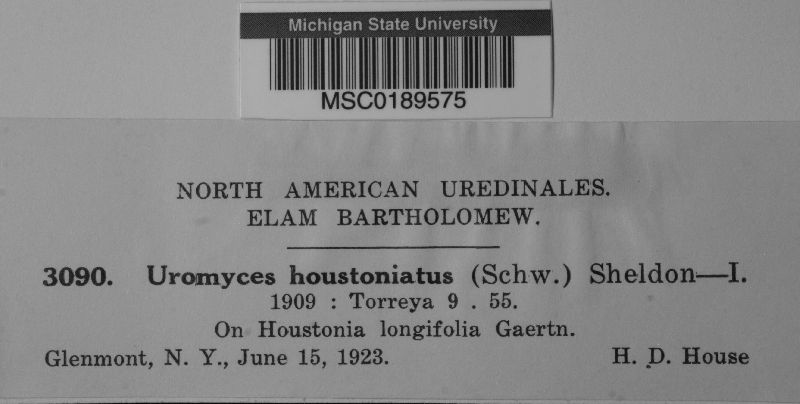 Michigan State University
MSC0189575
NORTH AMERICAN UREDINALES.
ELAM BARTHOLOMEW.
3090. Uromyces houstoniatus (Schw.) Sheldon—I.
1909 : Torreya 9 . 55.
On Houstonia longifolia Gaertn.
Glenmont, N. Y., June 15, 1923. H. D. House